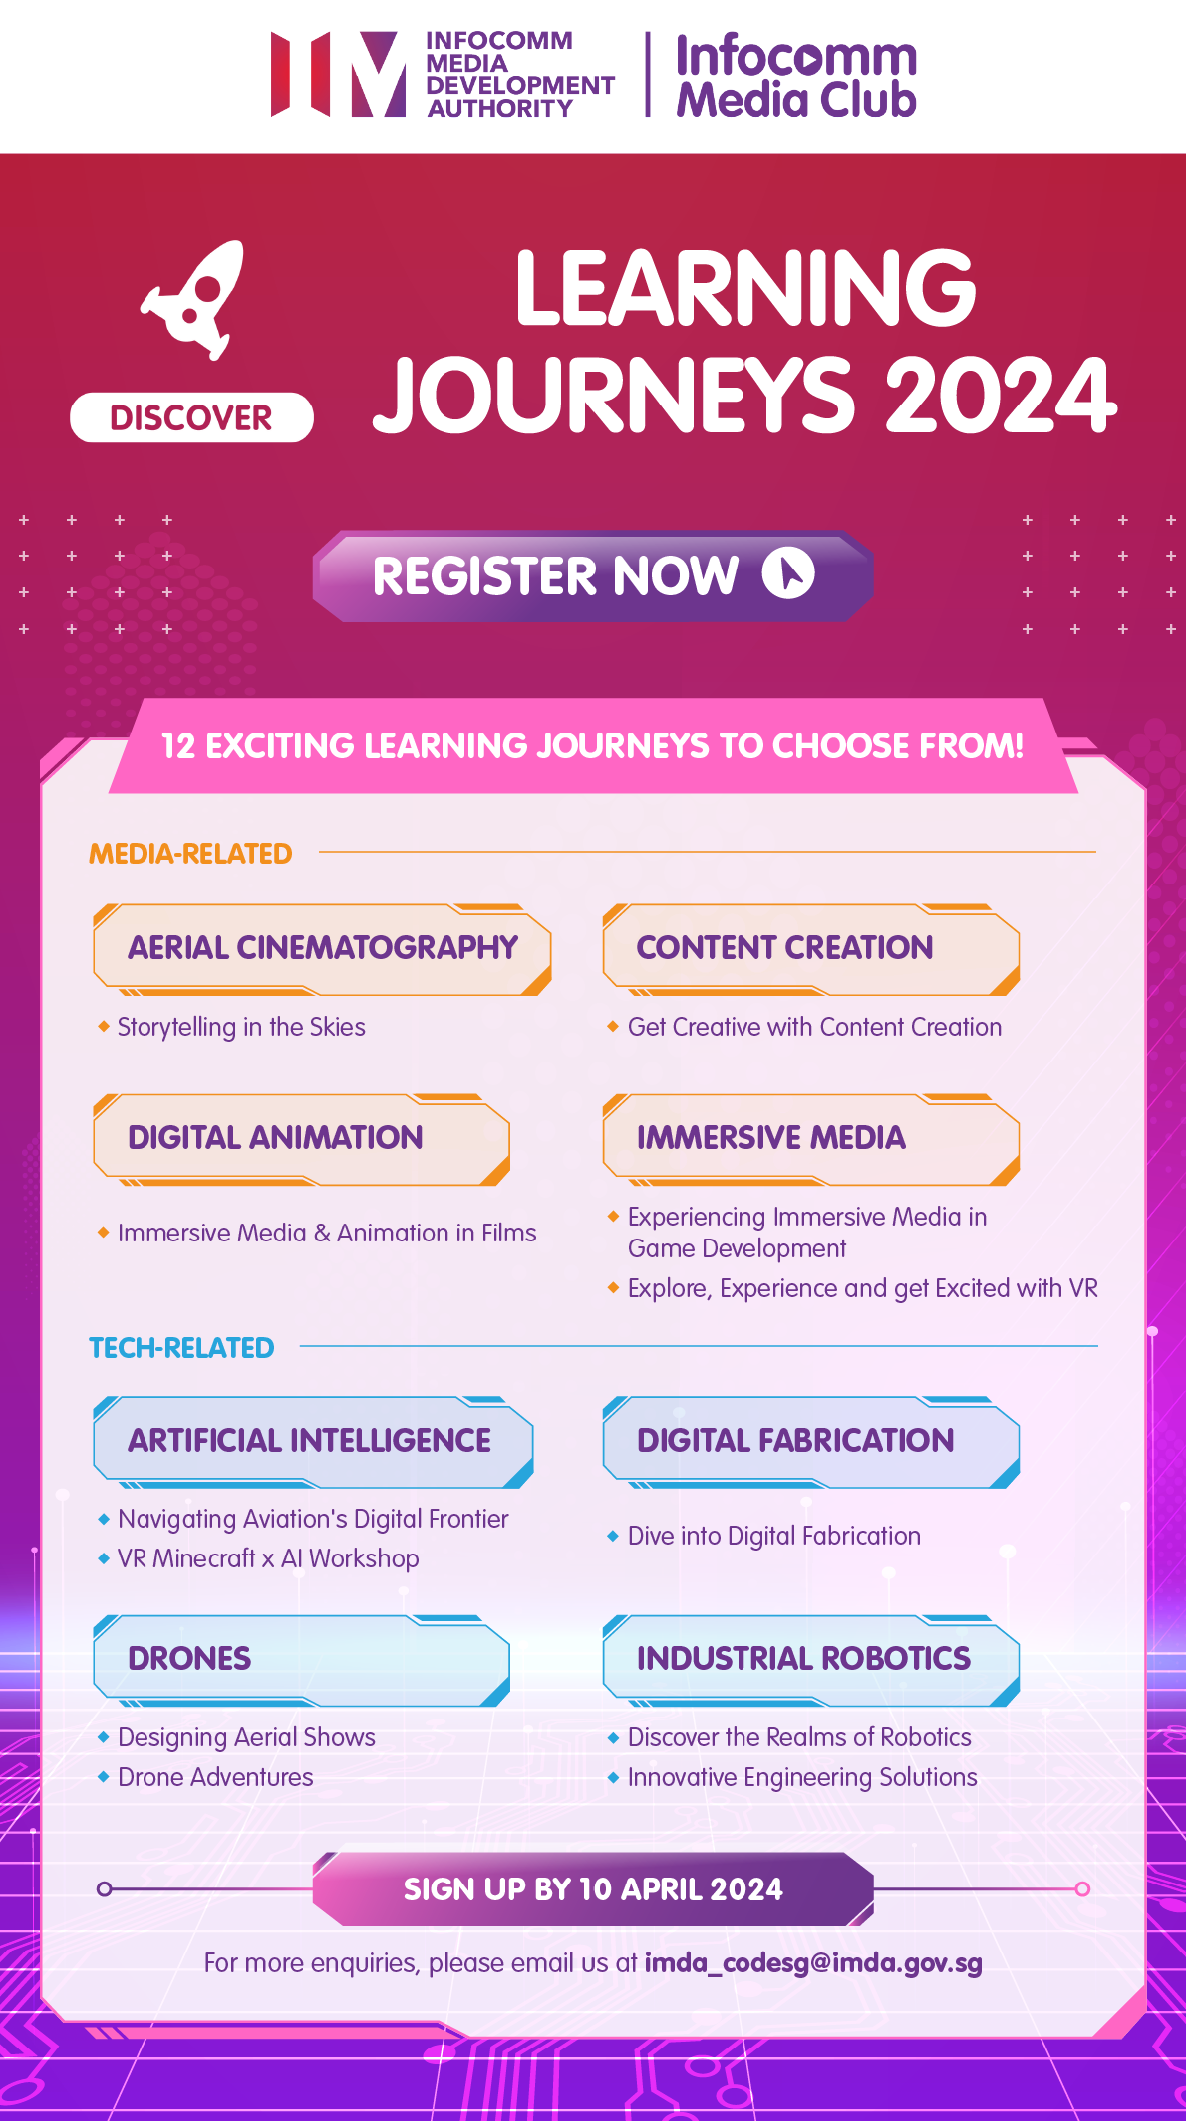 INFOCOMM
MEDIA
DEVELOPMENT
AUTHORITY
Infocomm
Media Club
DISCOVER
LEARNING
JOURNEYS 2024
REGISTER NOW
12 EXCITING LEARNING JOURNEYS TO CHOOSE FROM!
MEDIA-RELATED
AERIAL CINEMATOGRAPHY
Storytelling in the Skies
CONTENT CREATION
Get Creative with Content Creation
DIGITAL ANIMATION
Immersive Media & Animation in Films
IMMERSIVE MEDIA
Experiencing Immersive Media in
Game Development
Explore, Experience and get Excited with VR
TECH-RELATED
ARTIFICIAL INTELLIGENCE
Navigating Aviation's Digital Frontier
VR Minecraft x AI Workshop
DIGITAL FABRICATION
Dive into Digital Fabrication
DRONES
Designing Aerial Shows
Drone Adventures
INDUSTRIAL ROBOTICS
Discover the Realms of Robotics
Innovative Engineering Solutions
SIGN UP BY 10 APRIL 2024
For more enquiries, please email us at imda_codesg@imda.gov.sg